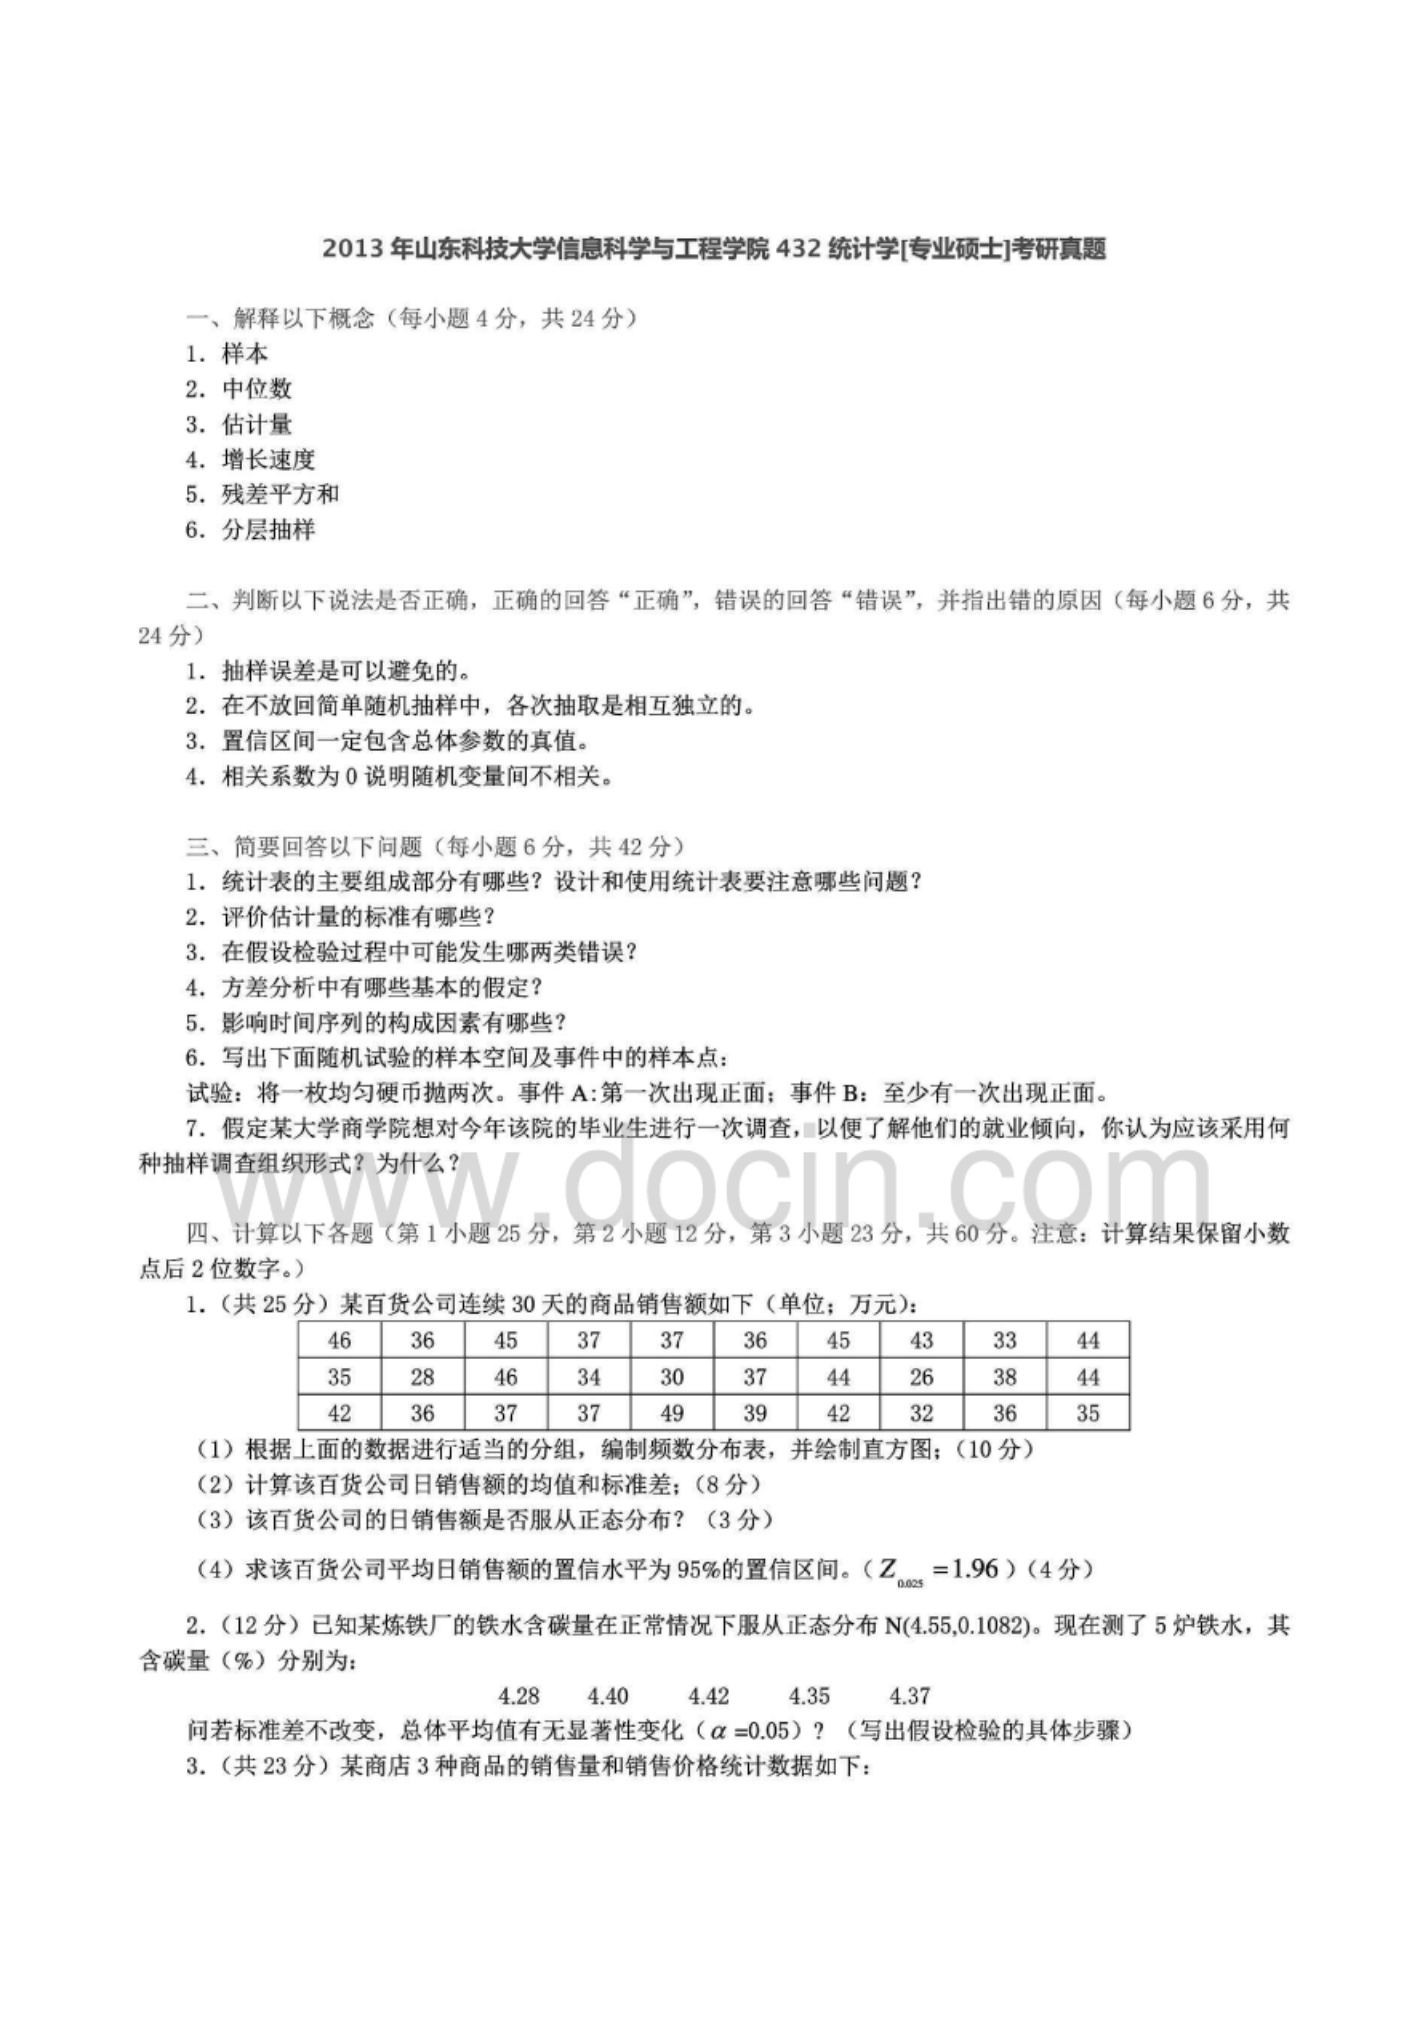 2013 年山东科技大学信息科学与工程学院 432 统计学[专业硕士]考研真题
一、解释以下概念（每小题 4 分，共 24 分）
1．样本
2．中位数
3．估计量
4．增长速度
5．残差平方和
6．分层抽样
二、判断以下说法是否正确，正确的回答“正确”，错误的回答“错误”，并指出错的原因（每小题 6 分，共
24 分）
1．抽样误差是可以避免的。
2．在不放回简单随机抽样中，各次抽取是相互独立的。
3．置信区间一定包含总体参数的真值。
4．相关系数为 0 说明随机变量间不相关。
三、简要回答以下问题（每小题 6 分，共 42 分）
1．统计表的主要组成部分有哪些？设计和使用统计表要注意哪些问题？
2．评价估计量的标准有哪些？
3．在假设检验过程中可能发生哪两类错误？
4．方差分析中有哪些基本的假定？
5．影响时间序列的构成因素有哪些？
6．写出下面随机试验的样本空间及事件中的样本点：
试验：将一枚均匀硬币抛两次。事件 A:第一次出现正面；事件 B：至少有一次出现正面。
7．假定某大学商学院想对今年该院的毕业生进行一次调查，以便了解他们的就业倾向，你认为应该采用何
种抽样调查组织形式？为什么？
www.docin.com
四、计算以下各题（第 1 小题 25 分，第 2 小题 12 分，第 3 小题 23 分，共 60 分。注意：计算结果保留小数
点后 2 位数字。）
1．（共 25 分）某百货公司连续 30 天的商品销售额如下（单位；万元）：
46 36 45 37 37 36 45 43 33 44
35 28 46 34 30 37 44 26 38 44
42 36 37 37 49 39 42 32 36 35
（1）根据上面的数据进行适当的分组，编制频数分布表，并绘制直方图；（10 分）
（2）计算该百货公司日销售额的均值和标准差；（8 分）
（3）该百货公司的日销售额是否服从正态分布？（3 分）
（4）求该百货公司平均日销售额的置信水平为 95%的置信区间。（Z0.025 =1.96）（4 分）
2．（12 分）已知某炼铁厂的铁水含碳量在正常情况下服从正态分布 N(4.55,0.1082)。现在测了 5 炉铁水，其
含碳量（%）分别为：
4.28 4.40 4.42 4.35 4.37
问若标准差不改变，总体平均值有无显著性变化（α =0.05）？（写出假设检验的具体步骤）
3．（共 23 分）某商店 3 种商品的销售量和销售价格统计数据如下：